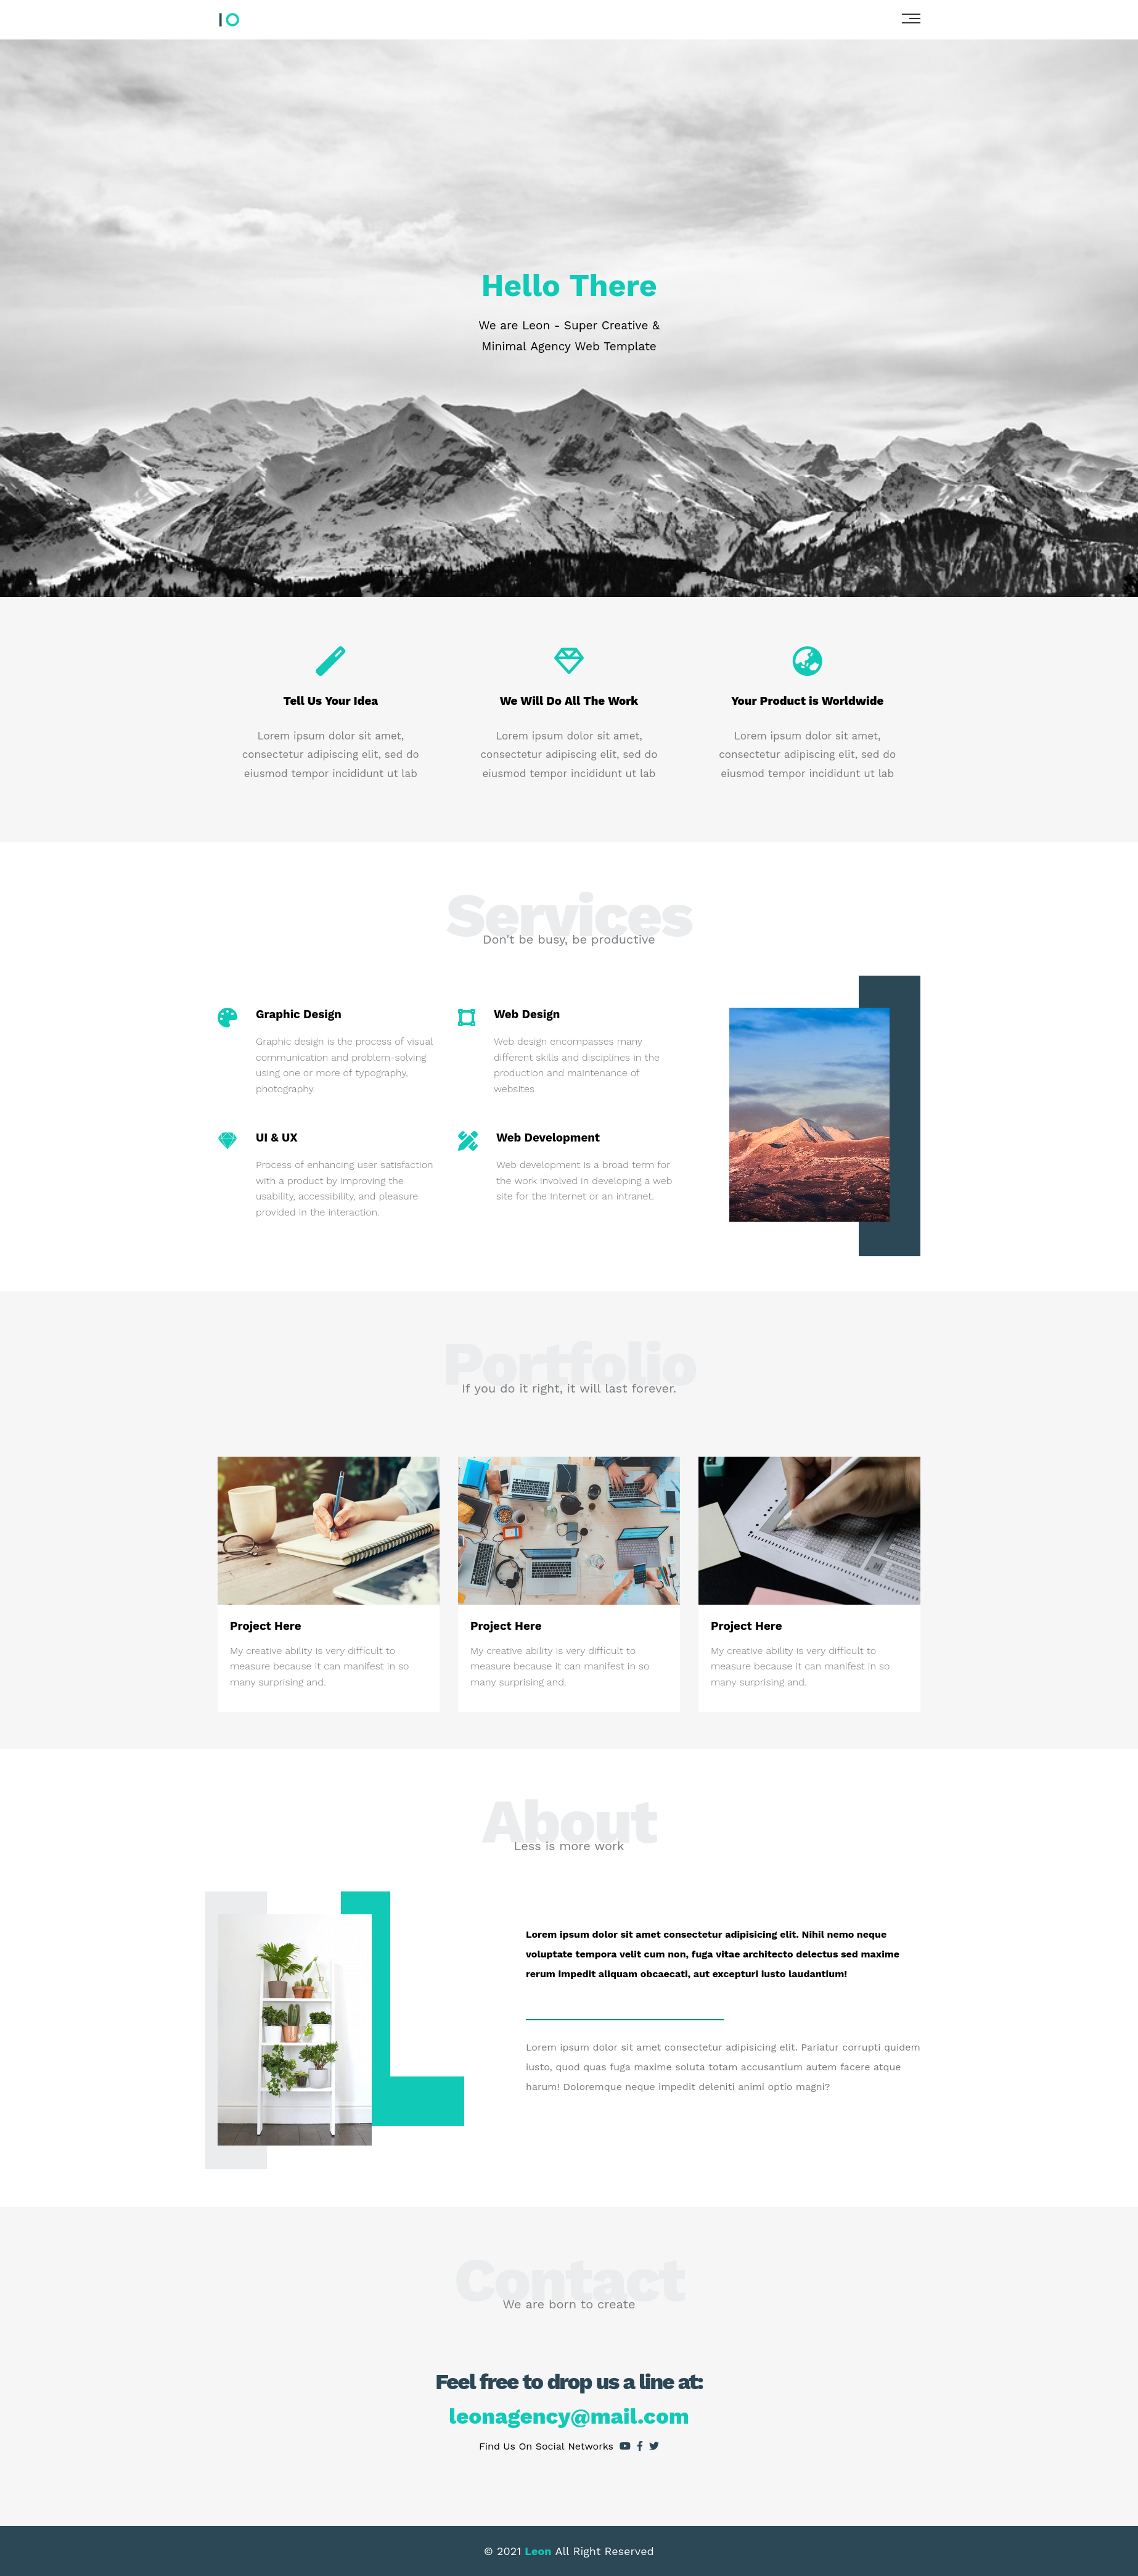 IO
Hello There
We are Leon - Super Creative &
Minimal Agency Web Template
Tell Us Your Idea
Lorem ipsum dolor sit amet,
consectetur adipiscing elit, sed do
eiusmod tempor incididunt ut lab
We Will Do All The Work
Lorem ipsum dolor sit amet,
consectetur adipiscing elit, sed do
eiusmod tempor incididunt ut lab
Your Product is Worldwide
Lorem ipsum dolor sit amet,
consectetur adipiscing elit, sed do
eiusmod tempor incididunt ut lab
Services
Don't be busy, be productive
Graphic Design
Graphic design is the process of visual
communication and problem-solving
using one or more of typography,
photography.
Web Design
Web design encompasses many
different skills and disciplines in the
production and maintenance of
websites
UI & UX
Process of enhancing user satisfaction
with a product by improving the
usability, accessibility, and pleasure
provided in the interaction.
Web Development
Web development is a broad term for
the work involved in developing a web
site for the Internet or an intranet.
Portfolio
If you do it right, it will last forever.
Project Here
My creative ability is very difficult to
measure because it can manifest in so
many surprising and.
Project Here
My creative ability is very difficult to
measure because it can manifest in so
many surprising and.
Project Here
My creative ability is very difficult to
measure because it can manifest in so
many surprising and.
About
Less is more work
Lorem ipsum dolor sit amet consectetur adipisicing elit. Nihil nemo neque
voluptate tempora velit cum non, fuga vitae architecto delectus sed maxime
rerum impedit aliquam obcaecati, aut excepturi iusto laudantium!
Lorem ipsum dolor sit amet consectetur adipisicing elit. Pariatur corrupti quidem
iusto, quod quas fuga maxime soluta totam accusantium autem facere atque
harum! Doloremque neque impedit deleniti animi optio magni?
Contact
We are born to create
Feel free to drop us a line at:
leonagency@mail.com
Find Us On Social Networks
© 2021 Leon All Right Reserved